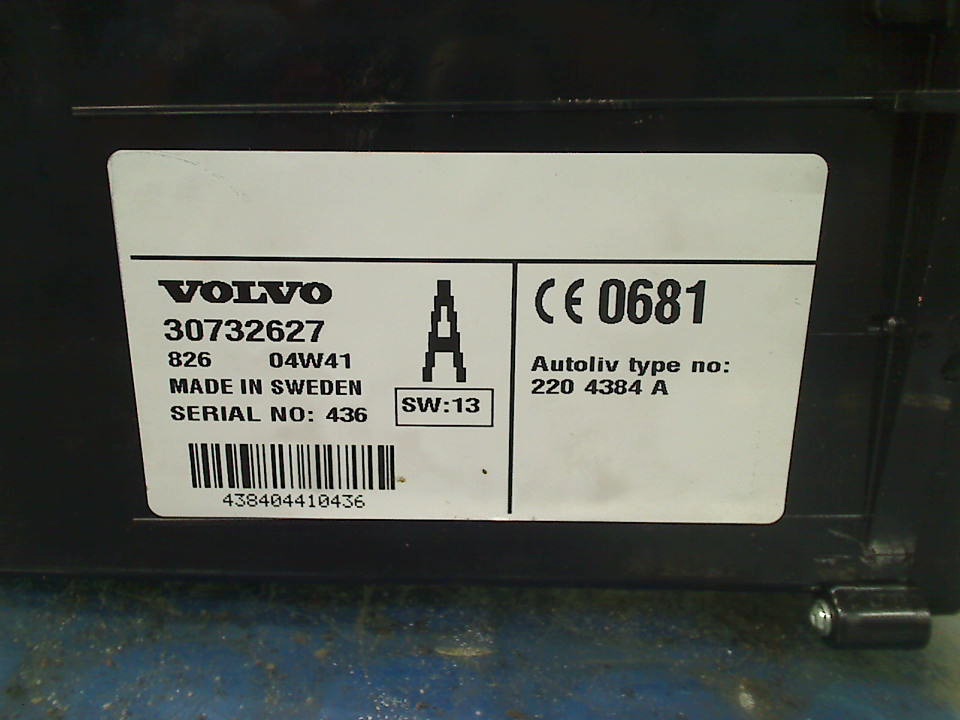 VOLVO
30732627
826 04W41
MADE IN SWEDEN
SERIAL NO: 436
A
SW:13
438404410436
CE 0681
Autoliv type no:
220 4384 A